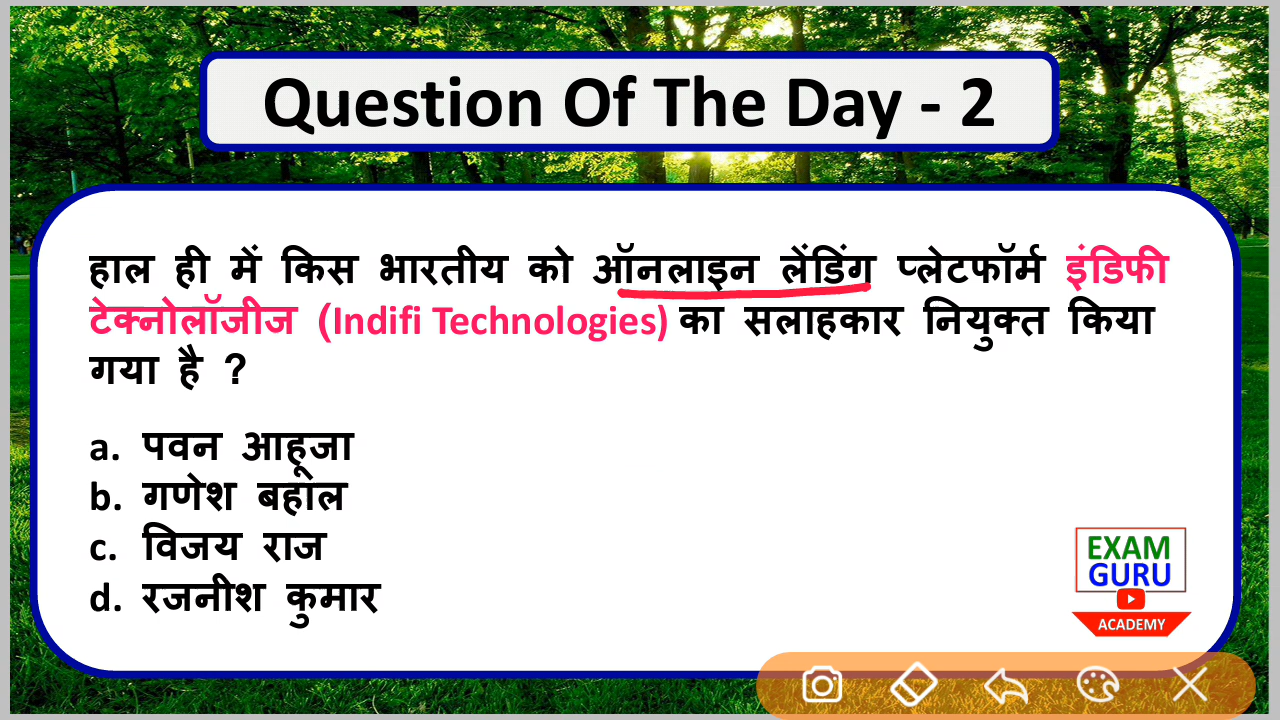 Question Of The Day - 2
हाल ही में किस भारतीय को ऑनलाइन लेंडिंग प्लेटफॉर्म इंडिफी
टेक्नोलॉजीज (Indifi Technologies) का सलाहकार नियुक्त किया
गया है ?
a. पवन आहूजा
b. गणेश बहाल
c. विजय राज
d. रजनीश कुमार
EXAM
GURU
ACADEMY